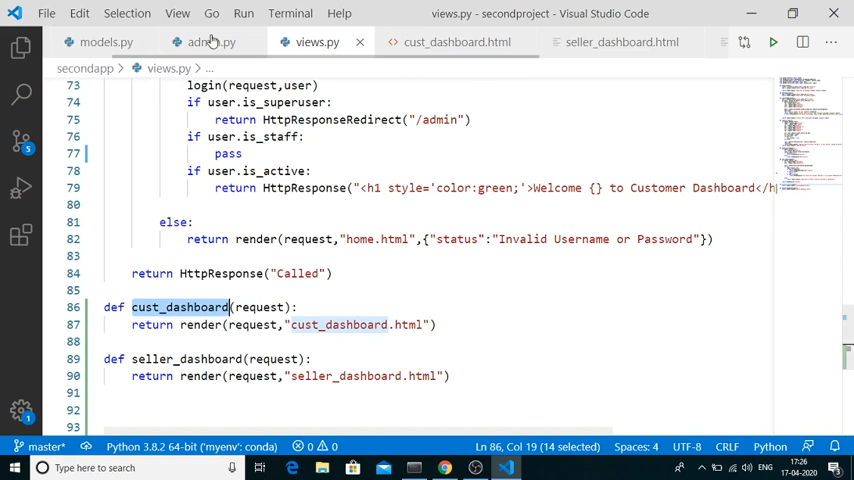 File Edit Selection View Go Run Terminal Help views.py - secondproject - Visual Studio Code
models.py views.py cust_dashboard.html seller_dashboard.html
secondapp > views.py > ...
73 login(request,user)
74 if user.is_superuser:
75 return HttpResponseRedirect("/admin")
76 if user.is_staff:
77 pass
78 if user.is_active:
79 return HttpResponse("<h1 style='color:green;'>Welcome {} to Customer Dashboard</h
80
81 else:
82 return render(request,"home.html",{"status":"Invalid Username or Password"})
83
84 return HttpResponse("Called")
85
86 def cust_dashboard(request):
87 return render(request,"cust_dashboard.html")
88
89 def seller_dashboard(request):
90 return render(request,"seller_dashboard.html")
91
92
93
5
1
master* Python 3.8.2 64-bit ('myenv': conda) 0 0 Ln 86, Col 19 (14 selected) Spaces: 4 UTF-8 CRLF Python
Type here to search ENG 17:26
17-04-2020 3